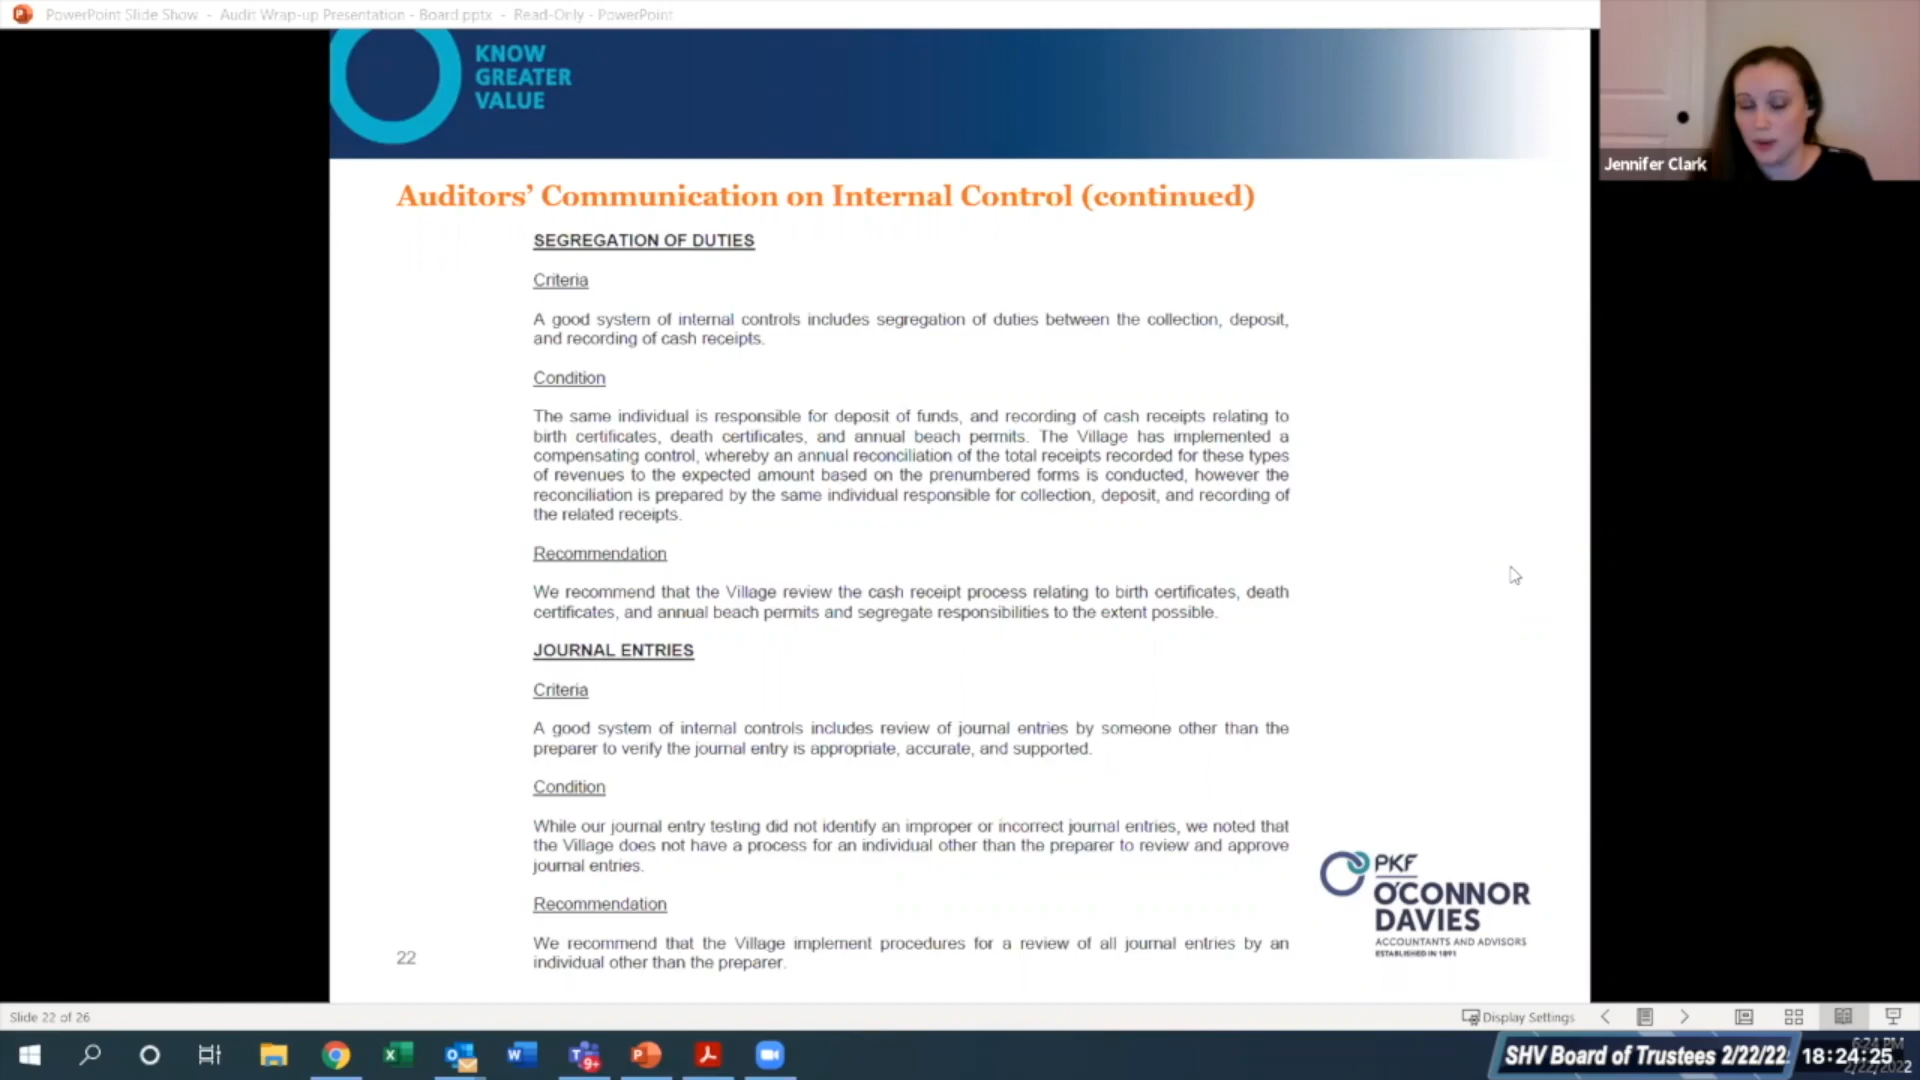 PowerPoint Slide Show - Audit Wrap-up Presentation - Board.pptx - Read-Only - PowerPoint
KNOW
GREATER
VALUE
Jennifer Clark
Auditors’ Communication on Internal Control (continued)
SEGREGATION OF DUTIES
Criteria
A good system of internal controls includes segregation of duties between the collection, deposit,
and recording of cash receipts.
Condition
The same individual is responsible for deposit of funds, and recording of cash receipts relating to
birth certificates, death certificates, and annual beach permits. The Village has implemented a
compensating control, whereby an annual reconciliation of the total receipts recorded for these types
of revenues to the expected amount based on the prenumbered forms is conducted, however the
reconciliation is prepared by the same individual responsible for collection, deposit, and recording of
the related receipts.
Recommendation
We recommend that the Village review the cash receipt process relating to birth certificates, death
certificates, and annual beach permits and segregate responsibilities to the extent possible.
JOURNAL ENTRIES
Criteria
A good system of internal controls includes review of journal entries by someone other than the
preparer to verify the journal entry is appropriate, accurate, and supported.
Condition
While our journal entry testing did not identify an improper or incorrect journal entries, we noted that
the Village does not have a process for an individual other than the preparer to review and approve
journal entries.
Recommendation
We recommend that the Village implement procedures for a review of all journal entries by an
individual other than the preparer.
22
PKF
O'CONNOR
DAVIES
ACCOUNTANTS AND ADVISORS
ESTABLISHED IN 1891
Slide 22 of 26
Display Settings
9+
SHV Board of Trustees 2/22/22
18:24:25
6:24 PM
2/22/2022